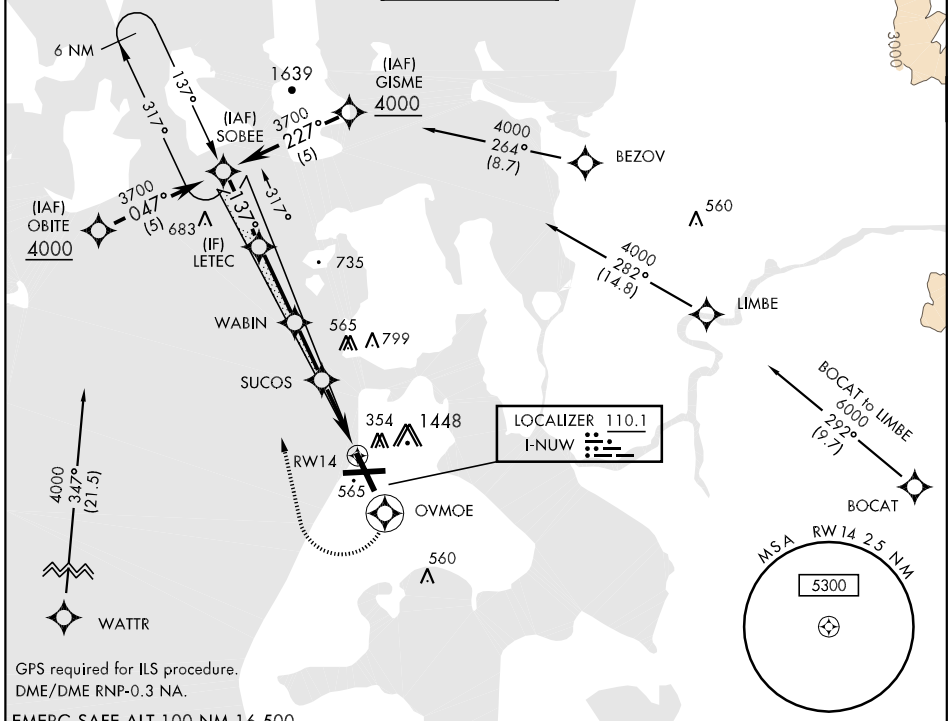 6 NM
137°
317°
(IAF)
SOBEE
1639
(IAF)
GISME
4000
3700
227°
(5)
3000
4000
264°
(8.7)
BEZOV
(IAF)
OBITE
4000
3700
047°
(5)
683
137°
317°
(IF)
LETEC
735
560
4000
282°
(14.8)
LIMBE
WABIN
565
799
SUCOS
BOCAT to LIMBE
6000
292°
(9.7)
BOCAT
354
1448
LOCALIZER 110.1
I-NUW
RW14
565
OVMOE
560
4000
347°
(21.5)
WATTR
MSA RW 14 25 NM
5300
GPS required for ILS procedure.
DME/DME RNP-0.3 NA.
EMERG SAFE ALT 100 NM 16,500